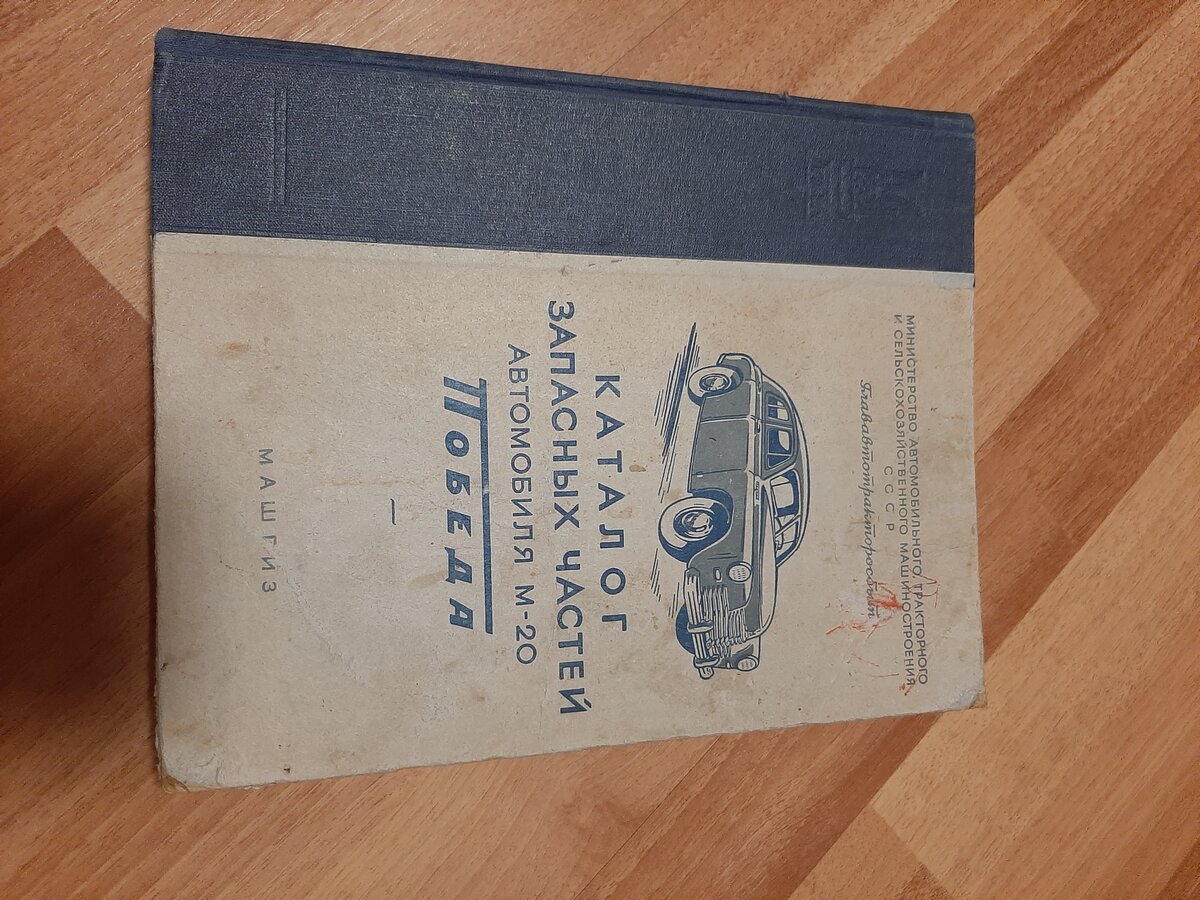 МИНИСТЕРСТВО АВТОМОБИЛЬНОГО, ТРАКТОРНОГО
И СЕЛЬСКОХОЗЯЙСТВЕННОГО МАШИНОСТРОЕНИЯ
СССР
Глававтотракторосбыт
КАТАЛОГ
ЗАПАСНЫХ ЧАСТЕЙ
АВТОМОБИЛЯ М-20
ПОБЕДА
МАШГИЗ